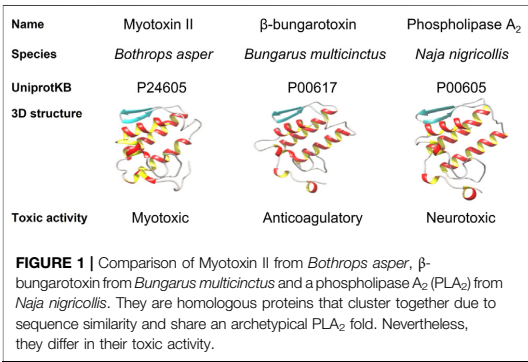 Name Myotoxin II β-bungarotoxin Phospholipase A2
Species Bothrops asper Bungarus multicinctus Naja nigricollis
UniprotKB P24605 P00617 P00605
3D structure
Toxic activity Myotoxic Anticoagulatory Neurotoxic
FIGURE 1 | Comparison of Myotoxin II from Bothrops asper, β-
bungarotoxin from Bungarus multicinctus and a phospholipase A2 (PLA2) from
Naja nigricollis. They are homologous proteins that cluster together due to
sequence similarity and share an archetypical PLA2 fold. Nevertheless,
they differ in their toxic activity.